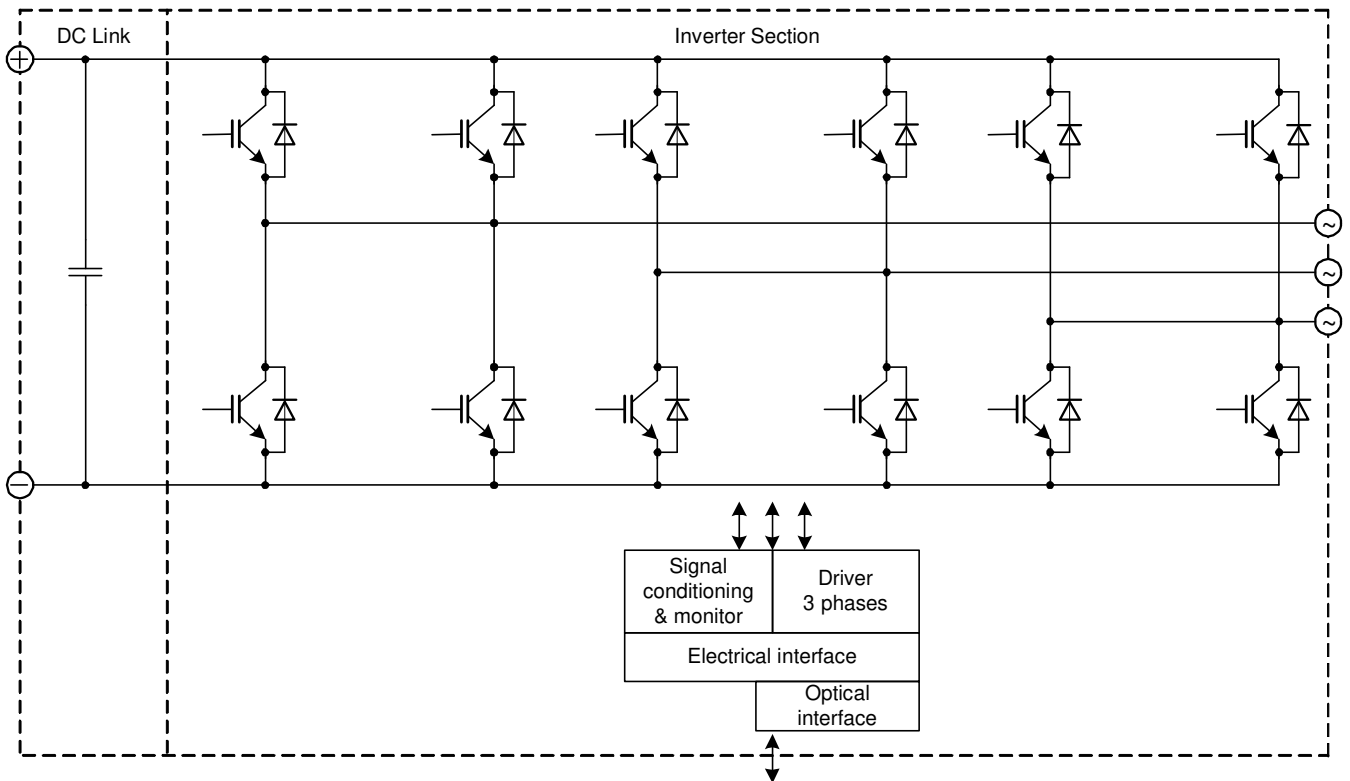 DC Link
Inverter Section
+
~
~
~
−
Signal
conditioning
& monitor
Driver
3 phases
Electrical interface
Optical
interface